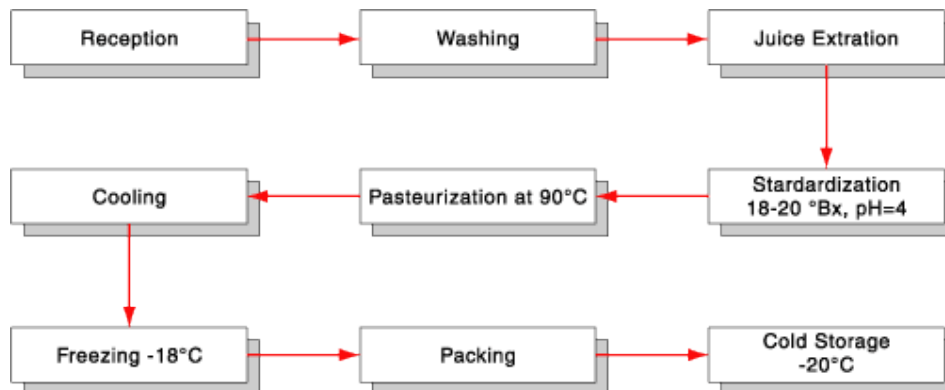 Reception
Washing
Juice Extration
Stardardization
18-20 °Bx, pH=4
Pasteurization at 90°C
Cooling
Freezing -18°C
Packing
Cold Storage
-20°C